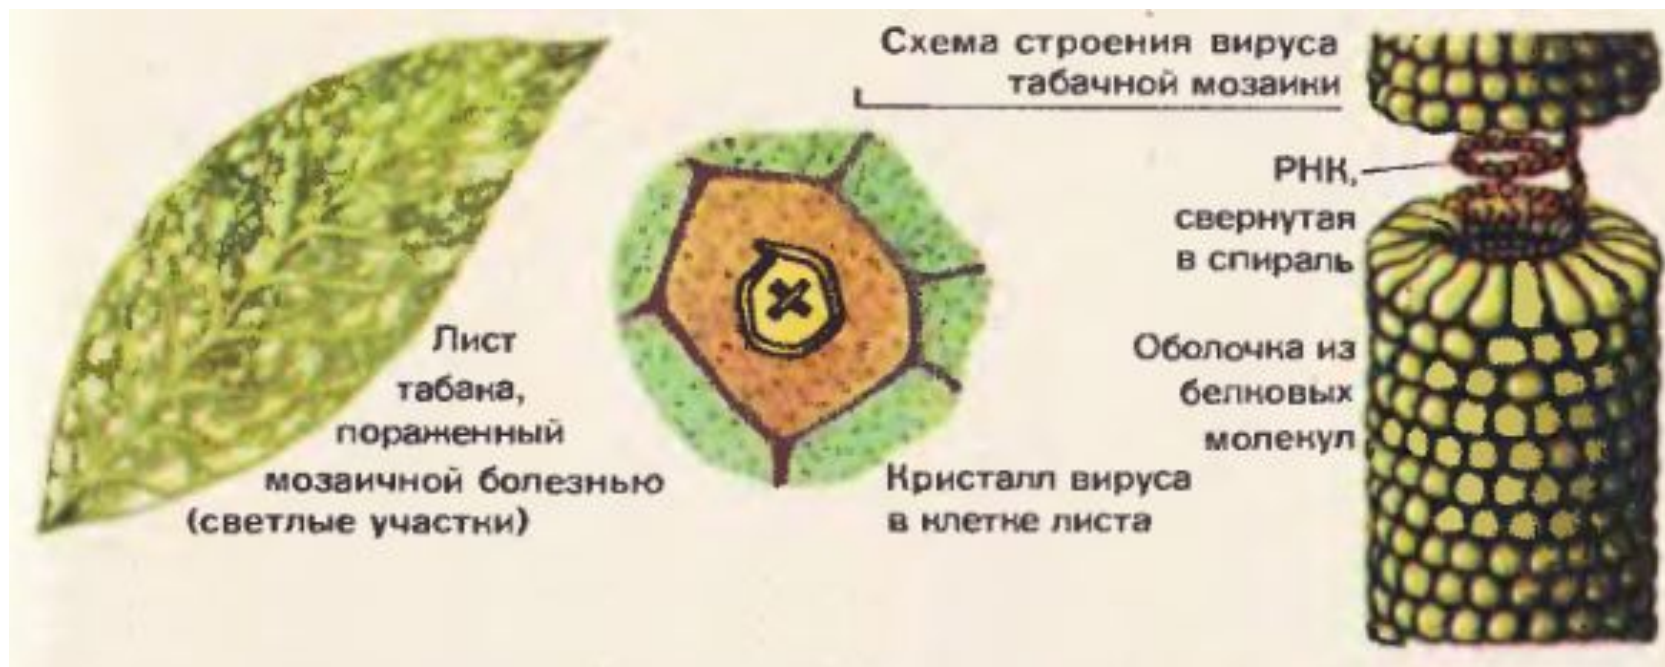 Схема строения вируса
табачной мозаики
РНК,
свернутая
в спираль
Оболочка из
белковых
молекул
Лист
табака,
пораженный
мозаичной болезнью
(светлые участки)
Кристалл вируса
в клетке листа